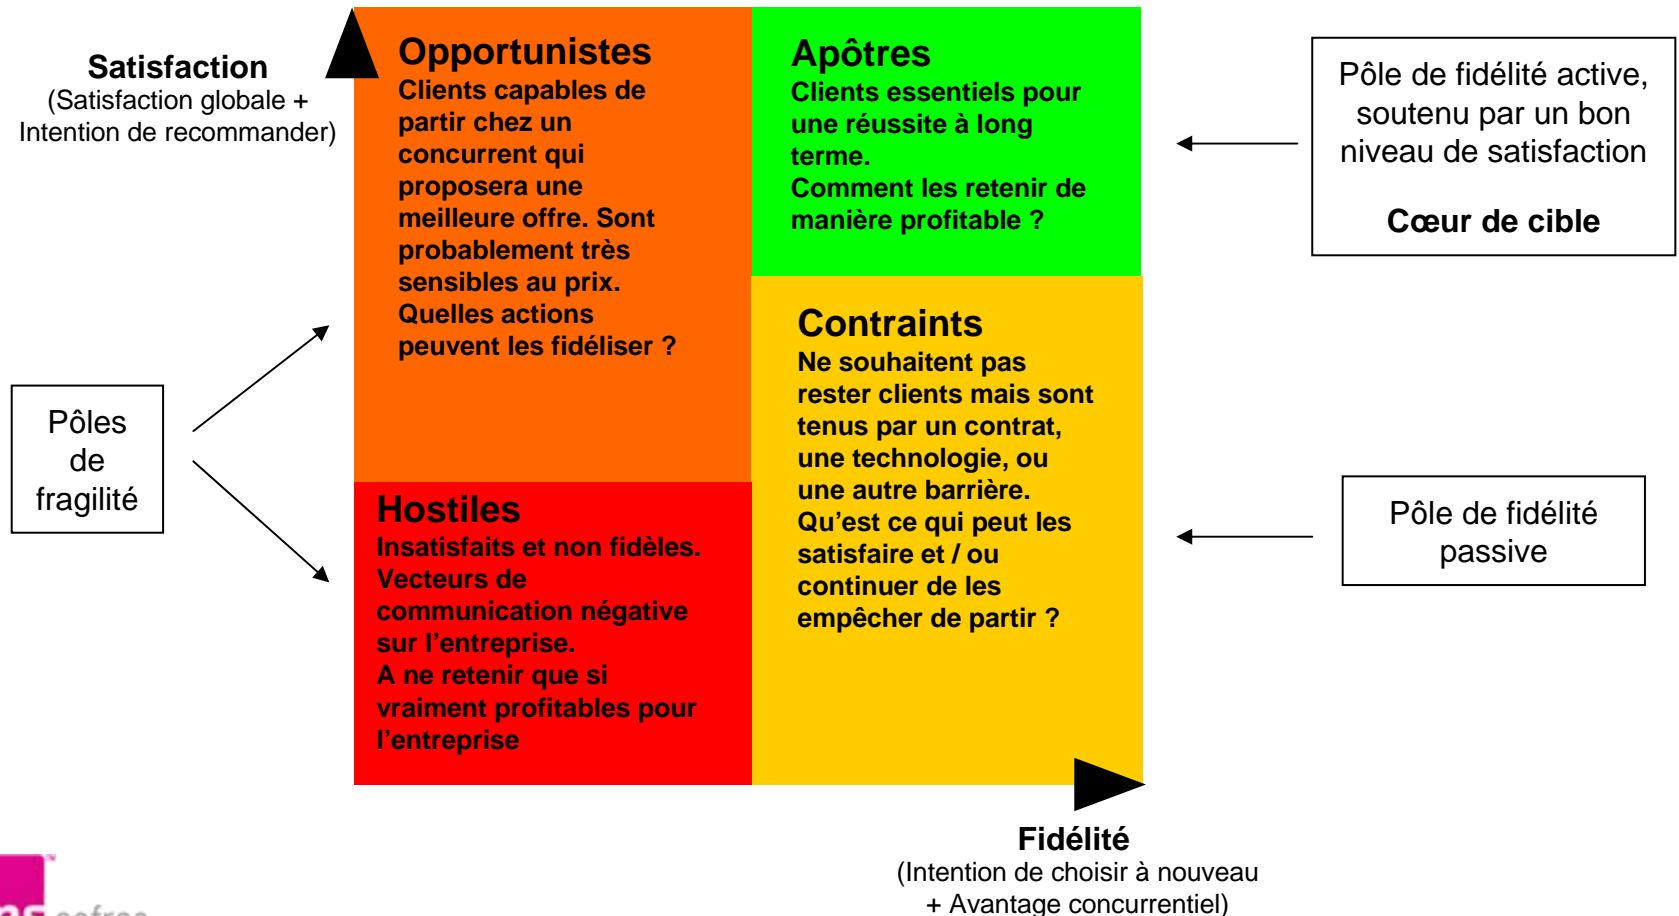 Satisfaction
(Satisfaction globale +
Intention de recommander)
Opportunistes
Clients capables de
partir chez un
concurrent qui
proposera une
meilleure offre. Sont
probablement très
sensibles au prix.
Quelles actions
peuvent les fidéliser ?
Apôtres
Clients essentiels pour
une réussite à long
terme.
Comment les retenir de
manière profitable ?
Pôle de fidélité active,
soutenu par un bon
niveau de satisfaction
Cœur de cible
Pôles
de
fragilité
Hostiles
Insatisfaits et non fidèles.
Vecteurs de
communication négative
sur l’entreprise.
A ne retenir que si
vraiment profitables pour
l’entreprise
Contraints
Ne souhaitent pas
rester clients mais sont
tenus par un contrat,
une technologie, ou
une autre barrière.
Qu’est ce qui peut les
satisfaire et / ou
continuer de les
empêcher de partir ?
Pôle de fidélité
passive
Fidélité
(Intention de choisir à nouveau
+ Avantage concurrentiel)